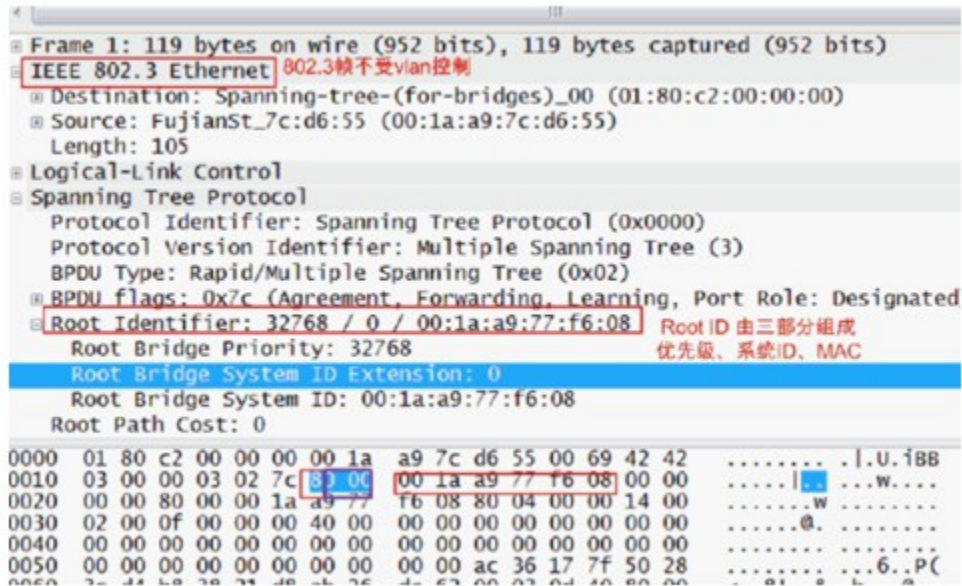 Frame 1: 119 bytes on wire (952 bits), 119 bytes captured (952 bits)
IEEE 802.3 Ethernet 802.3帧不受vlan控制
Destination: Spanning-tree-(for-bridges)_00 (01:80:c2:00:00:00)
Source: FujianSt_7c:d6:55 (00:1a:a9:7c:d6:55)
Length: 105
Logical-Link Control
Spanning Tree Protocol
Protocol Identifier: Spanning Tree Protocol (0x0000)
Protocol Version Identifier: Multiple Spanning Tree (3)
BPDU Type: Rapid/Multiple Spanning Tree (0x02)
BPDU flags: 0x7c (Agreement, Forwarding, Learning, Port Role: Designated
Root Identifier: 32768 / 0 / 00:1a:a9:77:f6:08 Root ID 由三部分组成
Root Bridge Priority: 32768 优先级、系统ID、MAC
Root Bridge System ID Extension: 0
Root Bridge System ID: 00:1a:a9:77:f6:08
Root Path Cost: 0
0000 01 80 c2 00 00 00 00 1a a9 7c d6 55 00 69 42 42 ........ .|.U.iBB
0010 03 00 00 03 02 7c 80 00 00 1a a9 77 f6 08 00 00 .....|.. ...w....
0020 00 00 80 00 00 1a a9 77 f6 08 80 04 00 00 14 00 .......w ........
0030 02 00 0f 00 00 00 40 00 00 00 00 00 00 00 00 00 ......@. ........
0040 00 00 00 00 00 00 00 00 00 00 00 00 00 00 00 00 ........ ........
0050 00 00 00 00 00 00 00 00 00 00 ac 36 17 7f 50 28 ........ ...6..P(